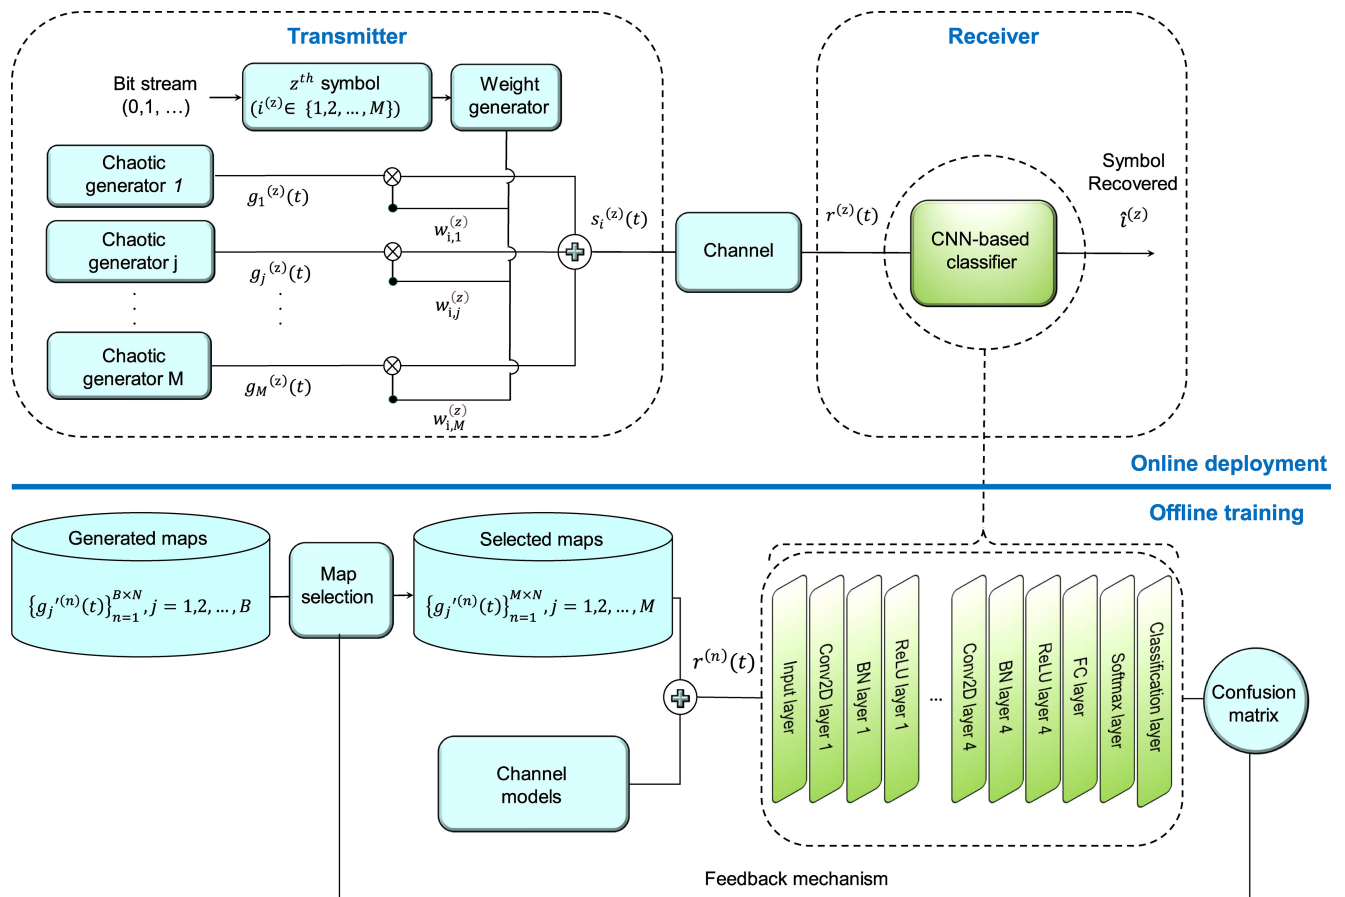 Transmitter
Receiver
Bit stream
(0,1, …)
z^{th} symbol
(i^{(z)}∈ {1,2, …, M})
Weight
generator
Chaotic
generator 1
g_1^{(z)}(t)
w_{i,1}^{(z)}
Chaotic
generator j
g_j^{(z)}(t)
w_{i,j}^{(z)}
.
.
.
.
Chaotic
generator M
g_M^{(z)}(t)
w_{i,M}^{(z)}
s_i^{(z)}(t)
Channel
r^{(z)}(t)
CNN-based
classifier
Symbol
Recovered
î^{(z)}
Online deployment
Offline training
Generated maps
{g_j'^{(n)}(t)}_{n=1}^{B×N}, j = 1,2, …, B
Map
selection
Selected maps
{g_j'^{(n)}(t)}_{n=1}^{M×N}, j = 1,2, …, M
r^{(n)}(t)
Channel
models
Input layer
Conv2D layer 1
BN layer 1
ReLU layer 1
...
Conv2D layer 4
BN layer 4
ReLU layer 4
FC layer
Softmax layer
Classification layer
Confusion
matrix
Feedback mechanism